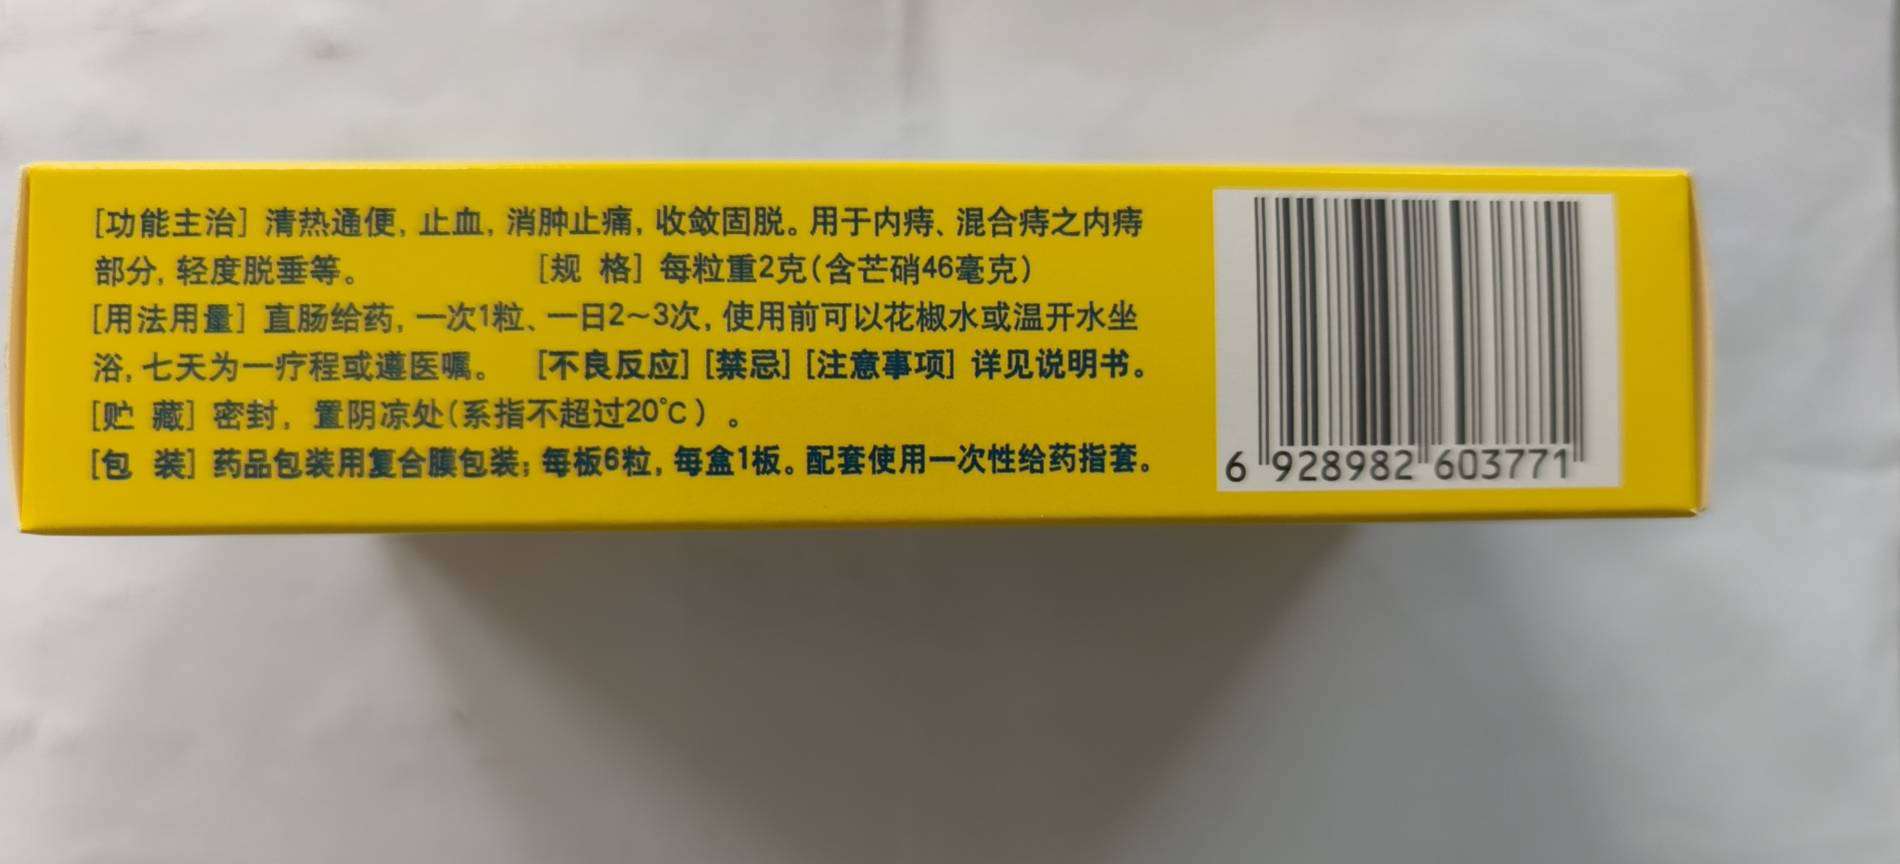 [功能主治] 清热通便, 止血, 消肿止痛, 收敛固脱。用于内痔、混合痔之内痔
部分, 轻度脱垂等。 [规 格] 每粒重2克(含芒硝46毫克)
[用法用量] 直肠给药, 一次1粒、一日2~3次, 使用前可以花椒水或温开水坐
浴, 七天为一疗程或遵医嘱。 [不良反应] [禁忌] [注意事项] 详见说明书。
[贮 藏] 密封, 置阴凉处(系指不超过20℃)。
[包 装] 药品包装用复合膜包装; 每板6粒, 每盒1板。配套使用一次性给药指套。
6 928982 603771